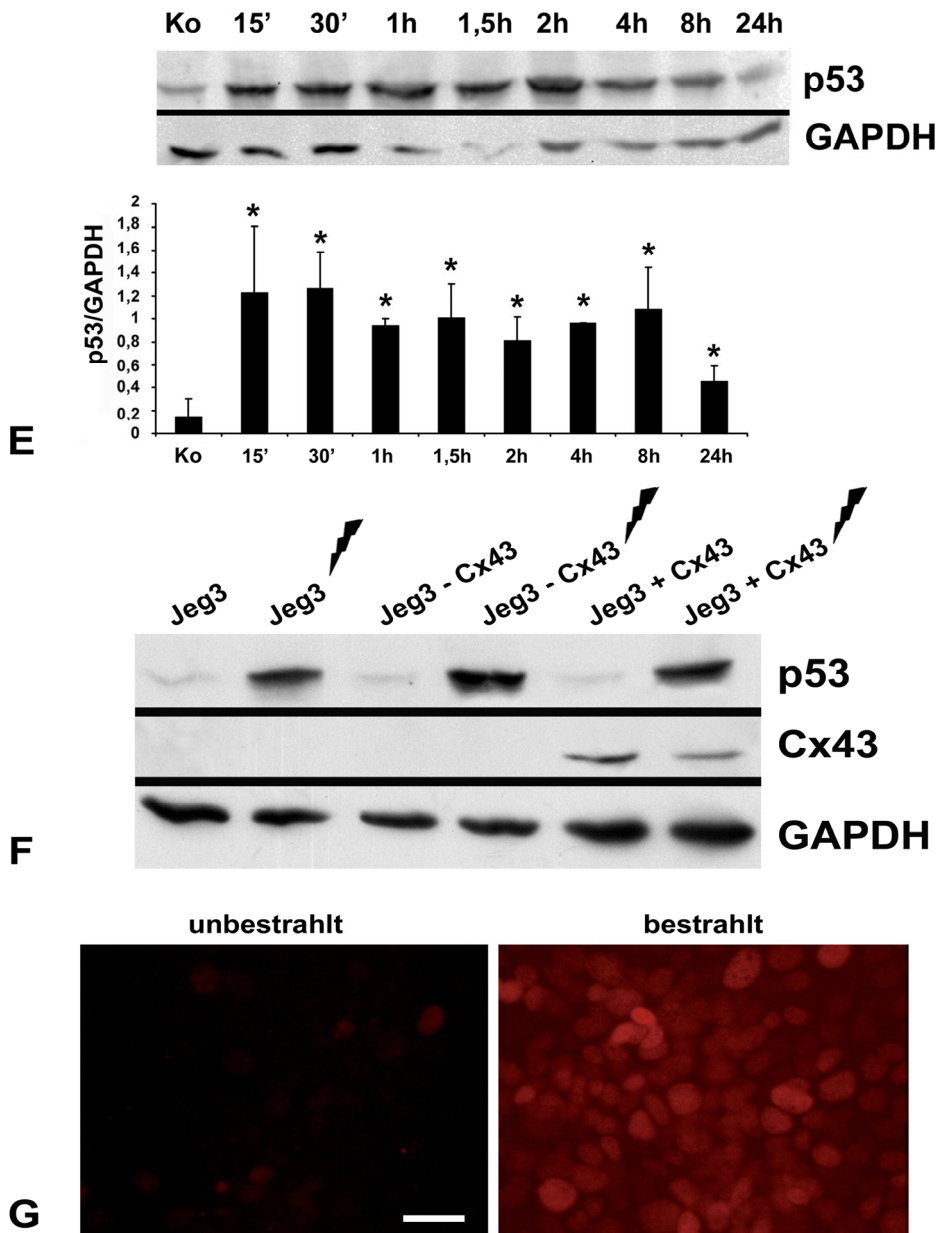 Ko 15’ 30’ 1h 1,5h 2h 4h 8h 24h
p53
GAPDH
p53/GAPDH
2
1,8
1,6
1,4
1,2
1
0,8
0,6
0,4
0,2
0
* * * * * * * *
Ko 15’ 30’ 1h 1,5h 2h 4h 8h 24h
E
Jeg3 Jeg3 Jeg3 - Cx43 Jeg3 - Cx43 Jeg3 + Cx43 Jeg3 + Cx43
p53
Cx43
GAPDH
F
unbestrahlt bestrahlt
G